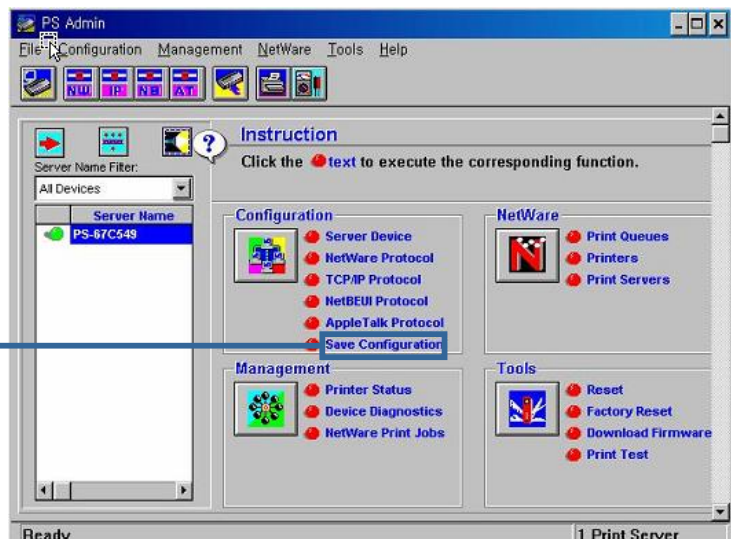 PS Admin
File Configuration Management NetWare Tools Help
NW IP NB AT
Server Name Filter:
All Devices
Server Name
PS-67C549
?
Instruction
Click the text to execute the corresponding function.
Configuration
Server Device
NetWare Protocol
TCP/IP Protocol
NetBEUI Protocol
AppleTalk Protocol
Save Configuration
NetWare
N
Print Queues
Printers
Print Servers
Management
Printer Status
Device Diagnostics
NetWare Print Jobs
Tools
Reset
Factory Reset
Download Firmware
Print Test
Ready
1 Print Server